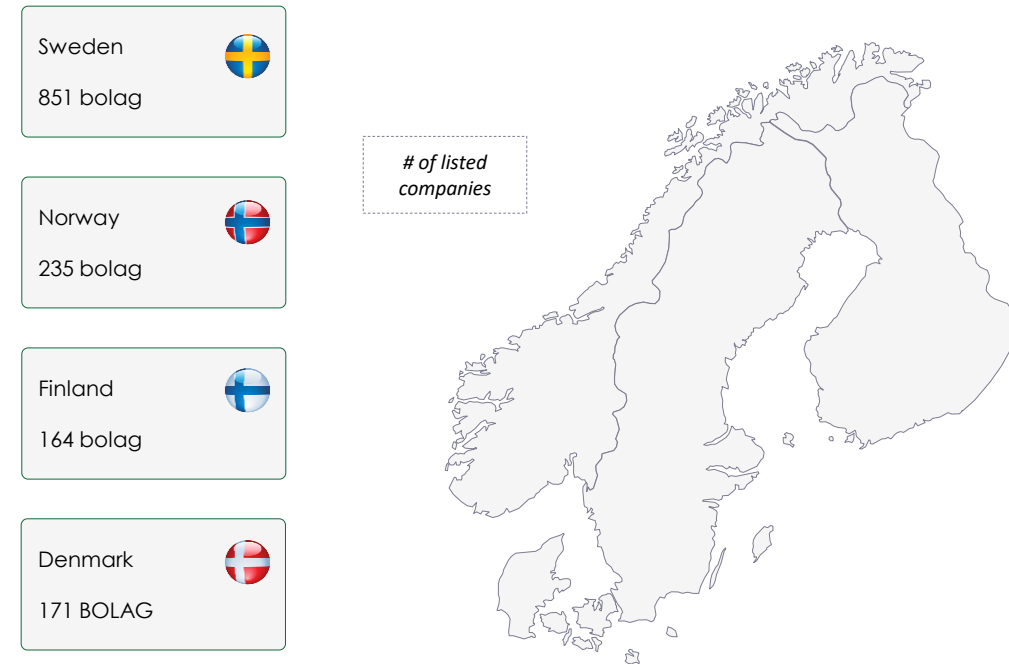 Sweden
851 bolag
Norway
235 bolag
Finland
164 bolag
Denmark
171 BOLAG
# of listed
companies